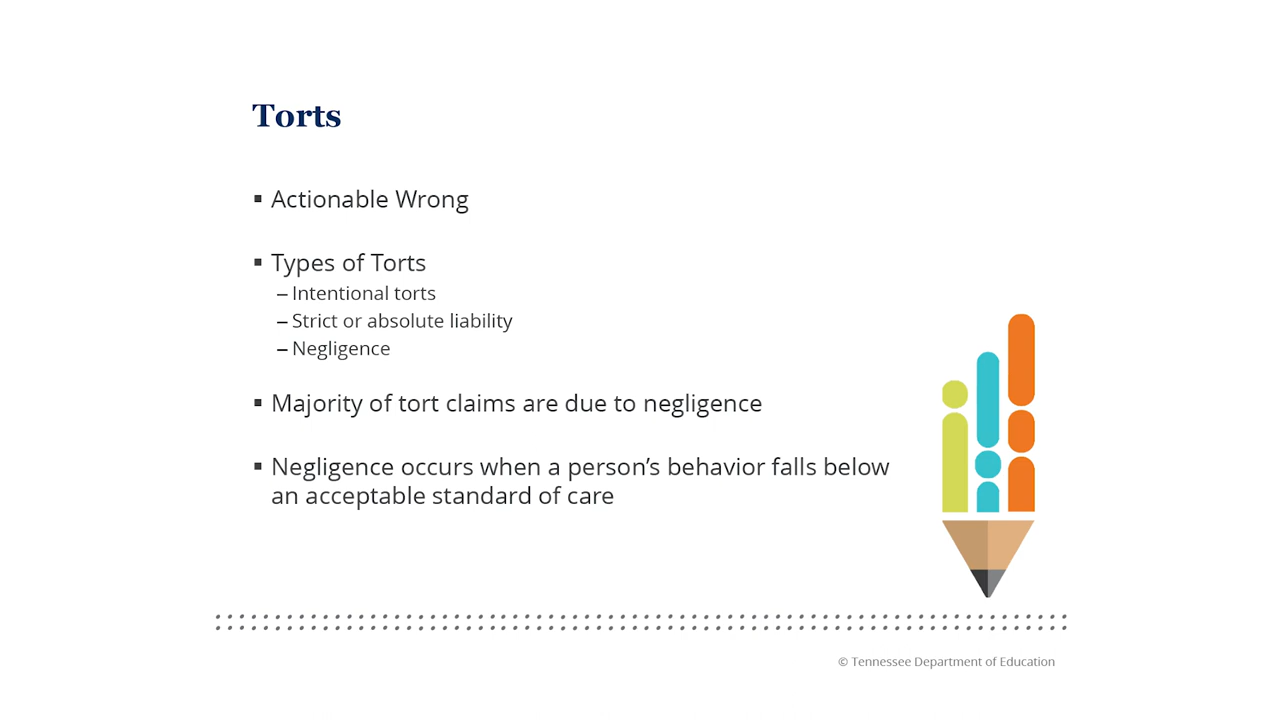 Torts
▪ Actionable Wrong
▪ Types of Torts
– Intentional torts
– Strict or absolute liability
– Negligence
▪ Majority of tort claims are due to negligence
▪ Negligence occurs when a person’s behavior falls below
an acceptable standard of care
© Tennessee Department of Education